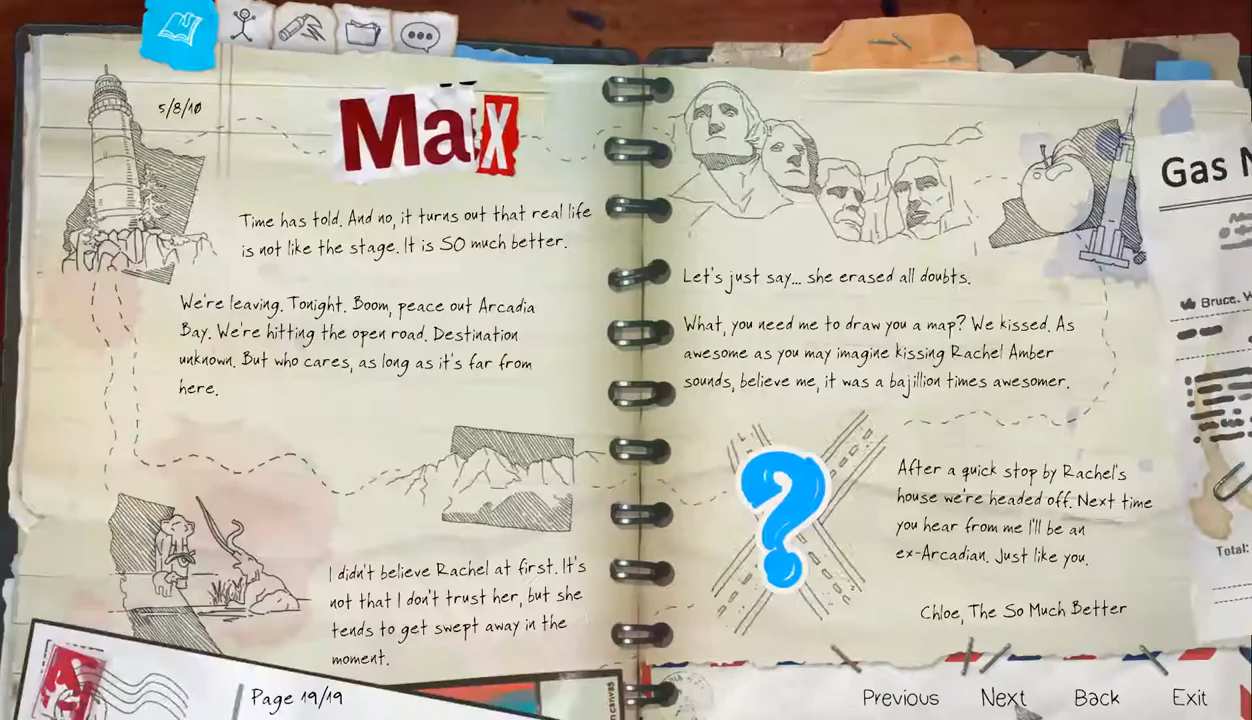 5/8/10
Max
Time has told. And no, it turns out that real life
is not like the stage. It is SO much better.
We're leaving. Tonight. Boom, peace out Arcadia
Bay. We're hitting the open road. Destination
unknown. But who cares, as long as it's far from
here.
I didn't believe Rachel at first. It's
not that I don't trust her, but she
tends to get swept away in the
moment.
Let's just say... she erased all doubts.
What, you need me to draw you a map? We kissed. As
awesome as you may imagine kissing Rachel Amber
sounds, believe me, it was a bajillion times awesomer.
?
After a quick stop by Rachel's
house we're headed off. Next time
you hear from me I'll be an
ex-Arcadian. Just like you.
Chloe, The So Much Better
Gas
Bruce. W
Total:
Page 19/19
Previous Next Back Exit